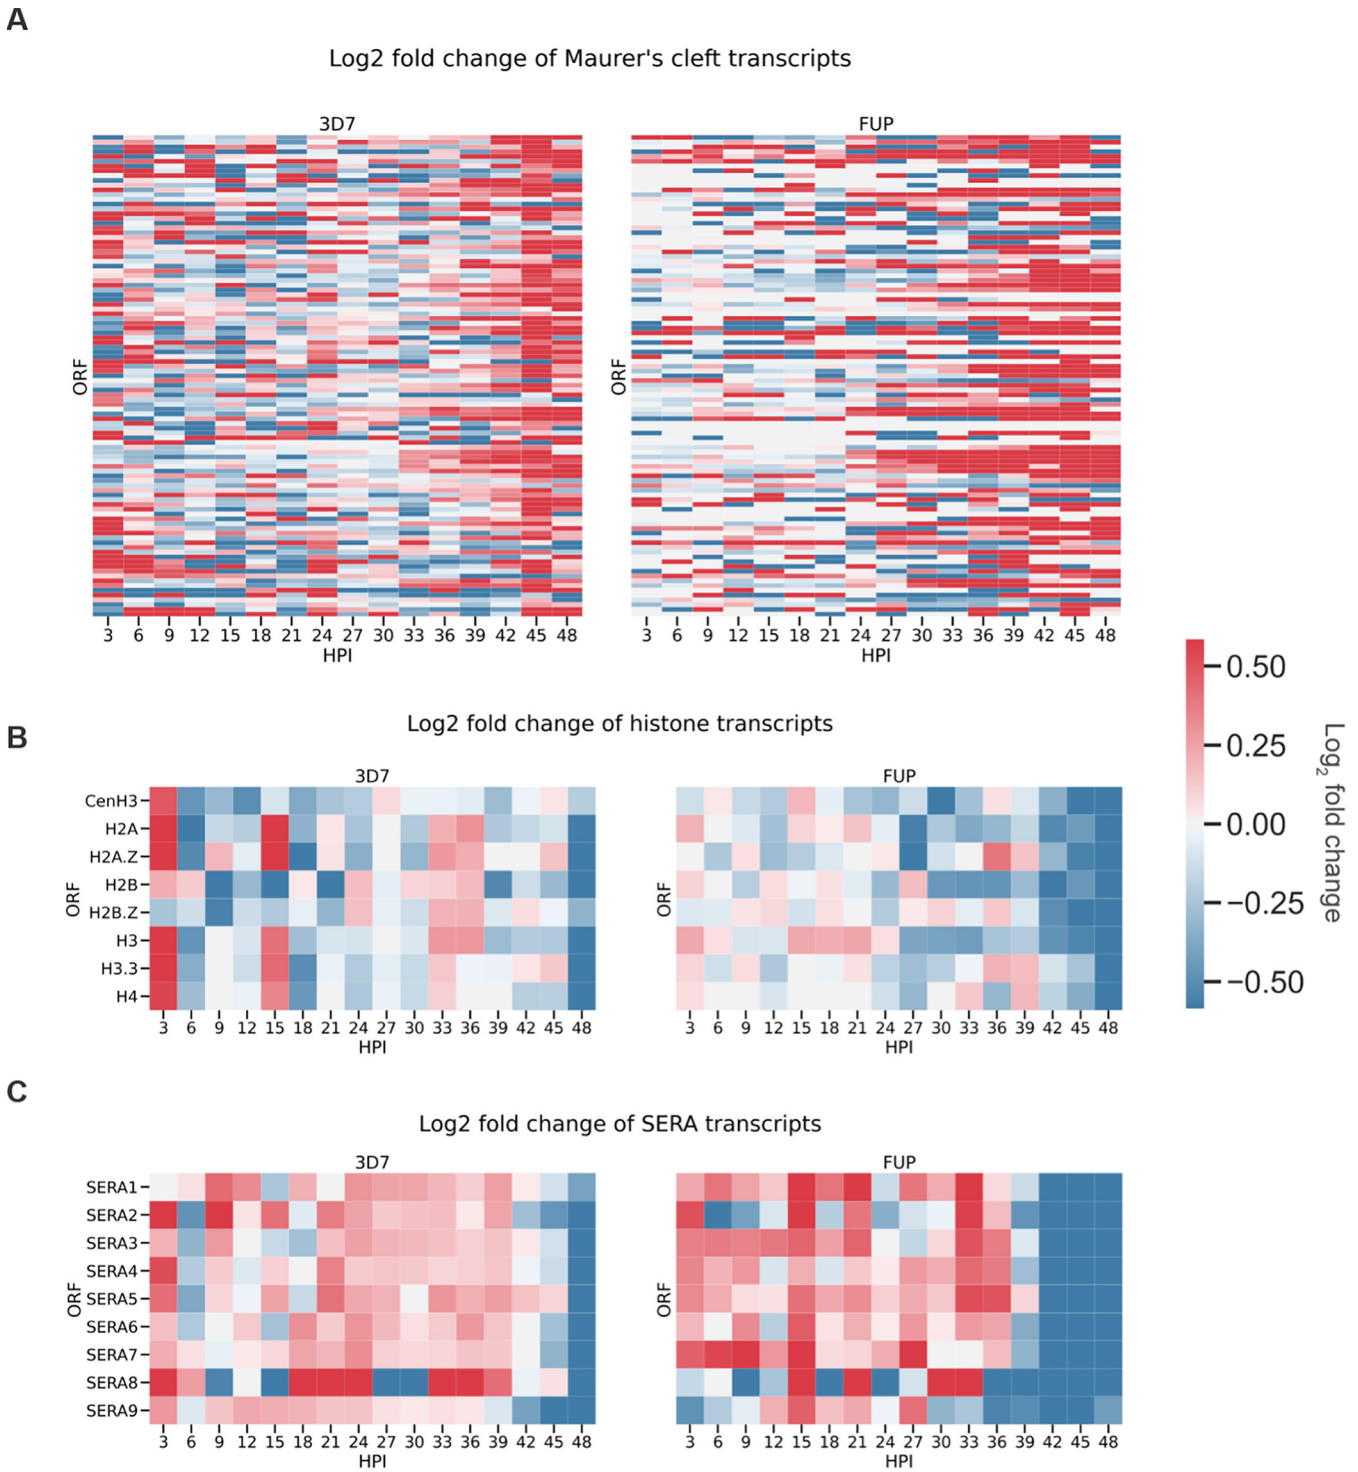 A
Log2 fold change of Maurer's cleft transcripts
3D7
FUP
ORF
ORF
3 6 9 12 15 18 21 24 27 30 33 36 39 42 45 48
3 6 9 12 15 18 21 24 27 30 33 36 39 42 45 48
HPI
HPI
0.50
0.25
0.00
−0.25
−0.50
Log2 fold change
B
Log2 fold change of histone transcripts
3D7
FUP
CenH3
H2A
H2A.Z
H2B
H2B.Z
H3
H3.3
H4
ORF
ORF
3 6 9 12 15 18 21 24 27 30 33 36 39 42 45 48
3 6 9 12 15 18 21 24 27 30 33 36 39 42 45 48
HPI
HPI
C
Log2 fold change of SERA transcripts
3D7
FUP
SERA1
SERA2
SERA3
SERA4
SERA5
SERA6
SERA7
SERA8
SERA9
ORF
ORF
3 6 9 12 15 18 21 24 27 30 33 36 39 42 45 48
3 6 9 12 15 18 21 24 27 30 33 36 39 42 45 48
HPI
HPI